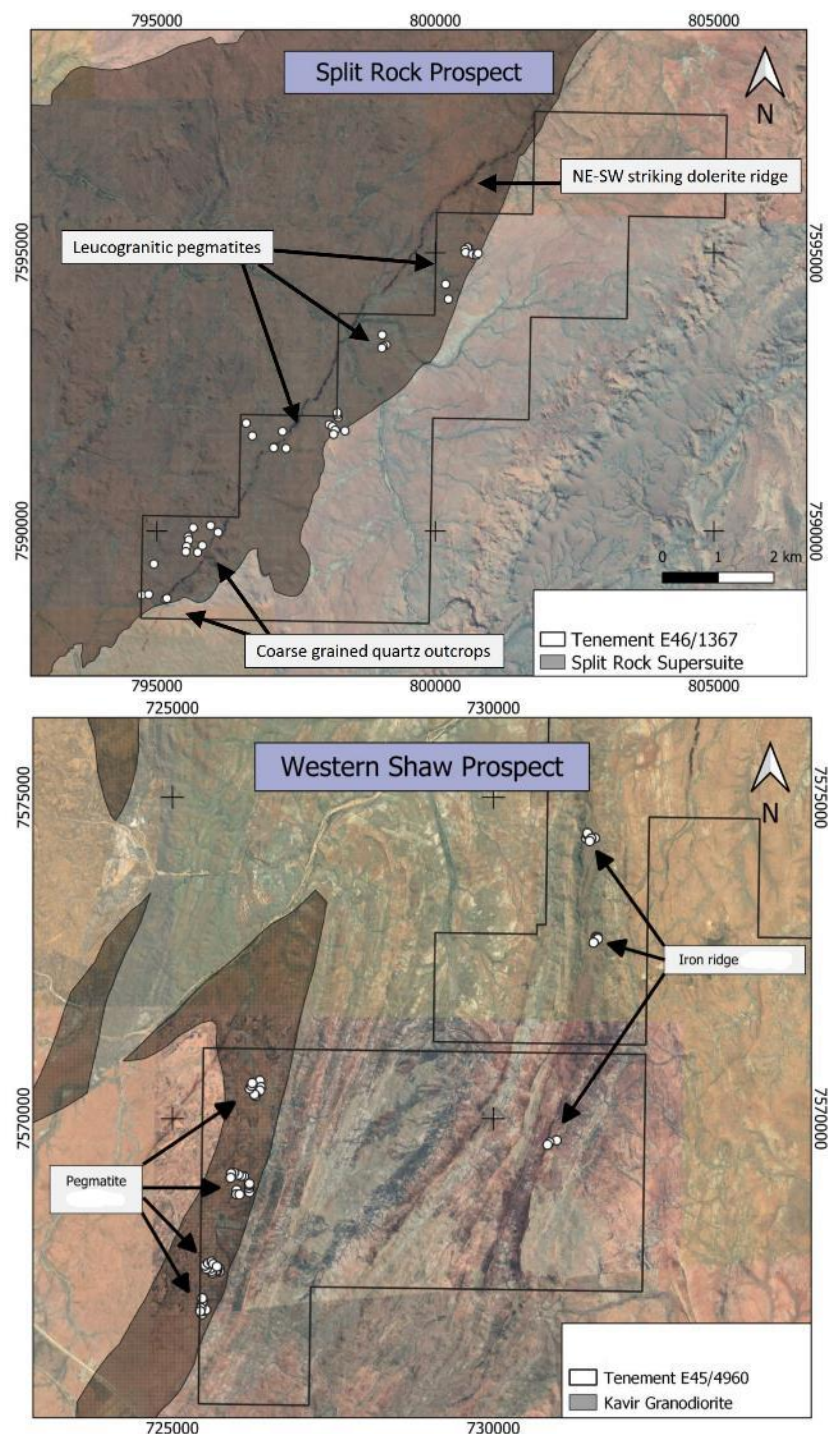 795000 800000 805000
Split Rock Prospect
N
NE-SW striking dolerite ridge
Leucogranitic pegmatites
7595000
7595000
7590000
7590000
0 2 km
Tenement E46/1367
Coarse grained quartz outcrops
Split Rock Supersuite
795000 800000 805000
725000 730000
Western Shaw Prospect
N
7575000
7575000
Iron ridge
7570000
7570000
Pegmatite
Tenement E45/4960
Kavir Granodiorite
725000 730000